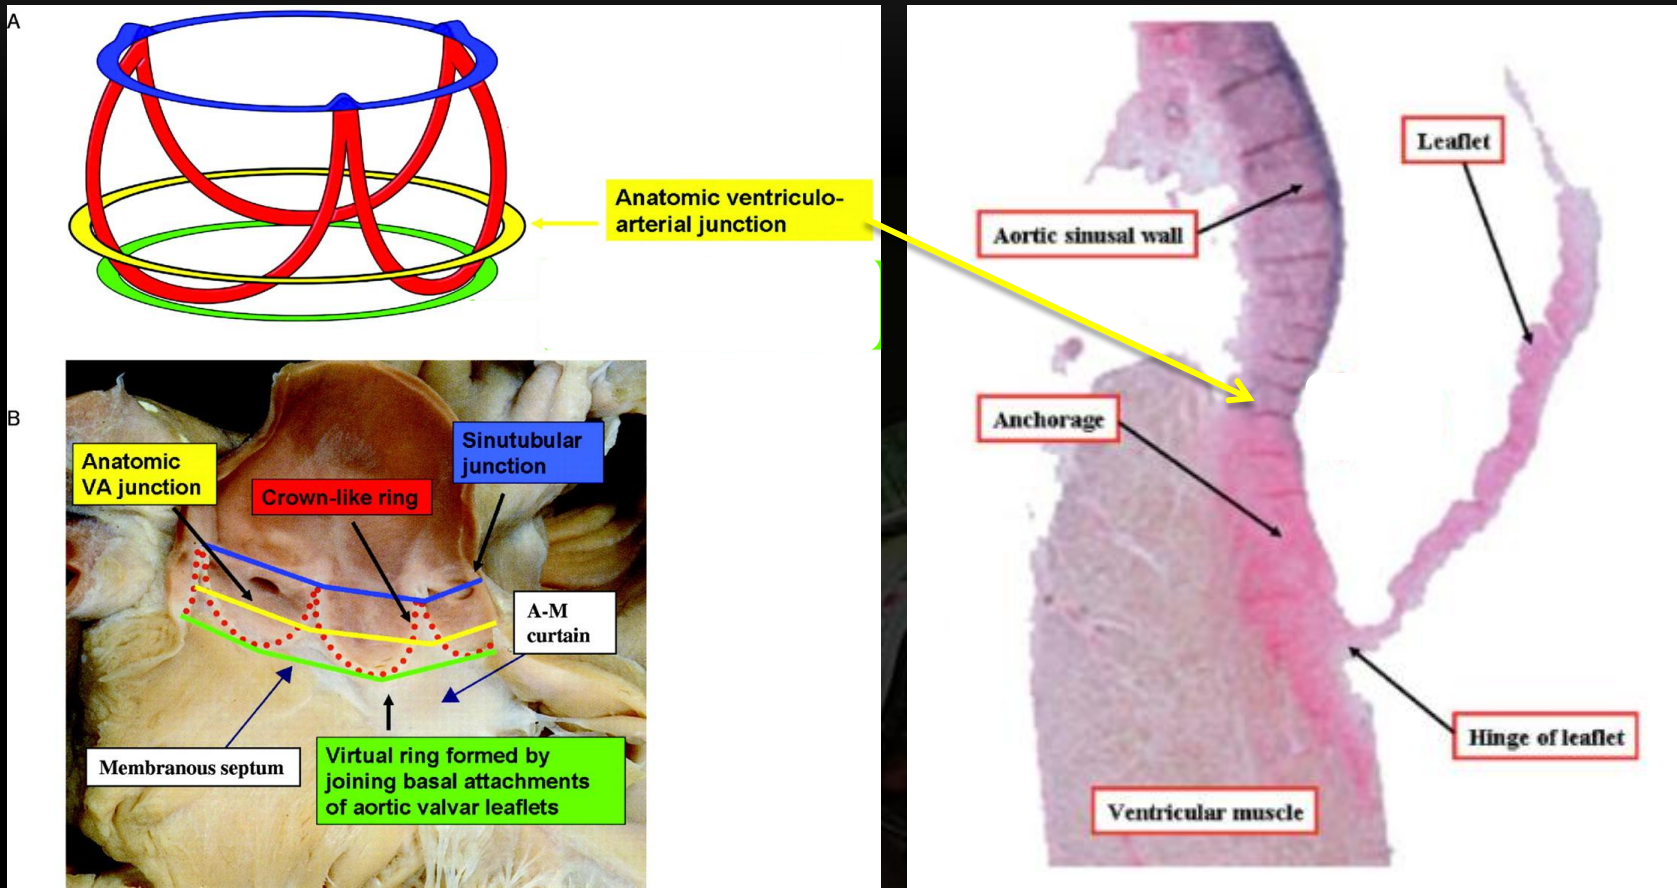 A
Anatomic ventriculo-
arterial junction
B
Anatomic
VA junction
Crown-like ring
Sinutubular
junction
A-M
curtain
Membranous septum
Virtual ring formed by
joining basal attachments
of aortic valvar leaflets
Leaflet
Aortic sinusal wall
Anchorage
Hinge of leaflet
Ventricular muscle